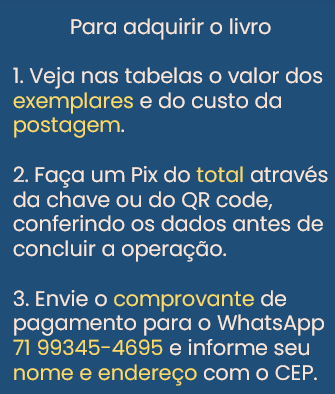 Para adquirir o livro
1. Veja nas tabelas o valor dos
exemplares e do custo da
postagem.
2. Faça um Pix do total através
da chave ou do QR code,
conferindo os dados antes de
concluir a operação.
3. Envie o comprovante de
pagamento para o WhatsApp
71 99345-4695 e informe seu
nome e endereço com o CEP.